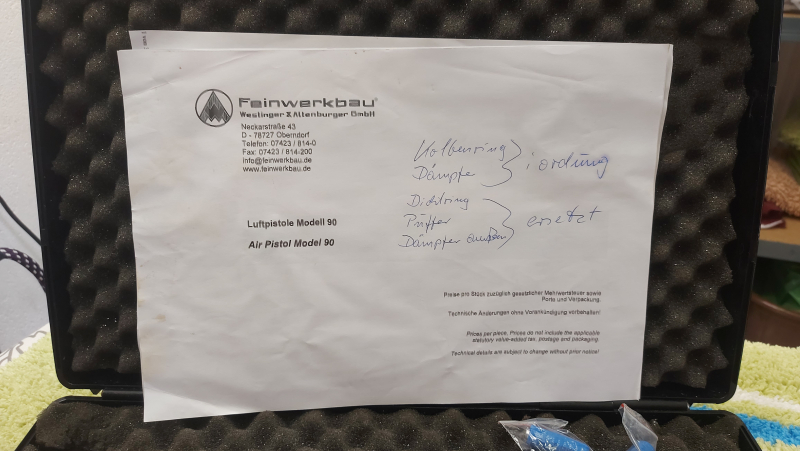 Feinwerkbau
Westinger & Altenburger GmbH
Neckarstraße 43
D - 78727 Oberndorf
Telefon: 07423 / 814-0
Fax: 07423 / 814-200
info@feinwerkbau.de
www.feinwerkbau.de
Kolbenring
Dämpfer
i ordnung
Dichtring
Puffer
Dämpfer
ersetzt
Luftpistole Modell 90
Air Pistol Model 90
Preise pro Stück zuzüglich gesetzlicher Mehrwertsteuer sowie
Porto und Verpackung.
Technische Änderungen ohne Vorankündigung vorbehalten!
Prices per piece. Prices do not include the applicable
statutory value-added tax, postage and packaging.
Technical details are subject to change without prior notice!